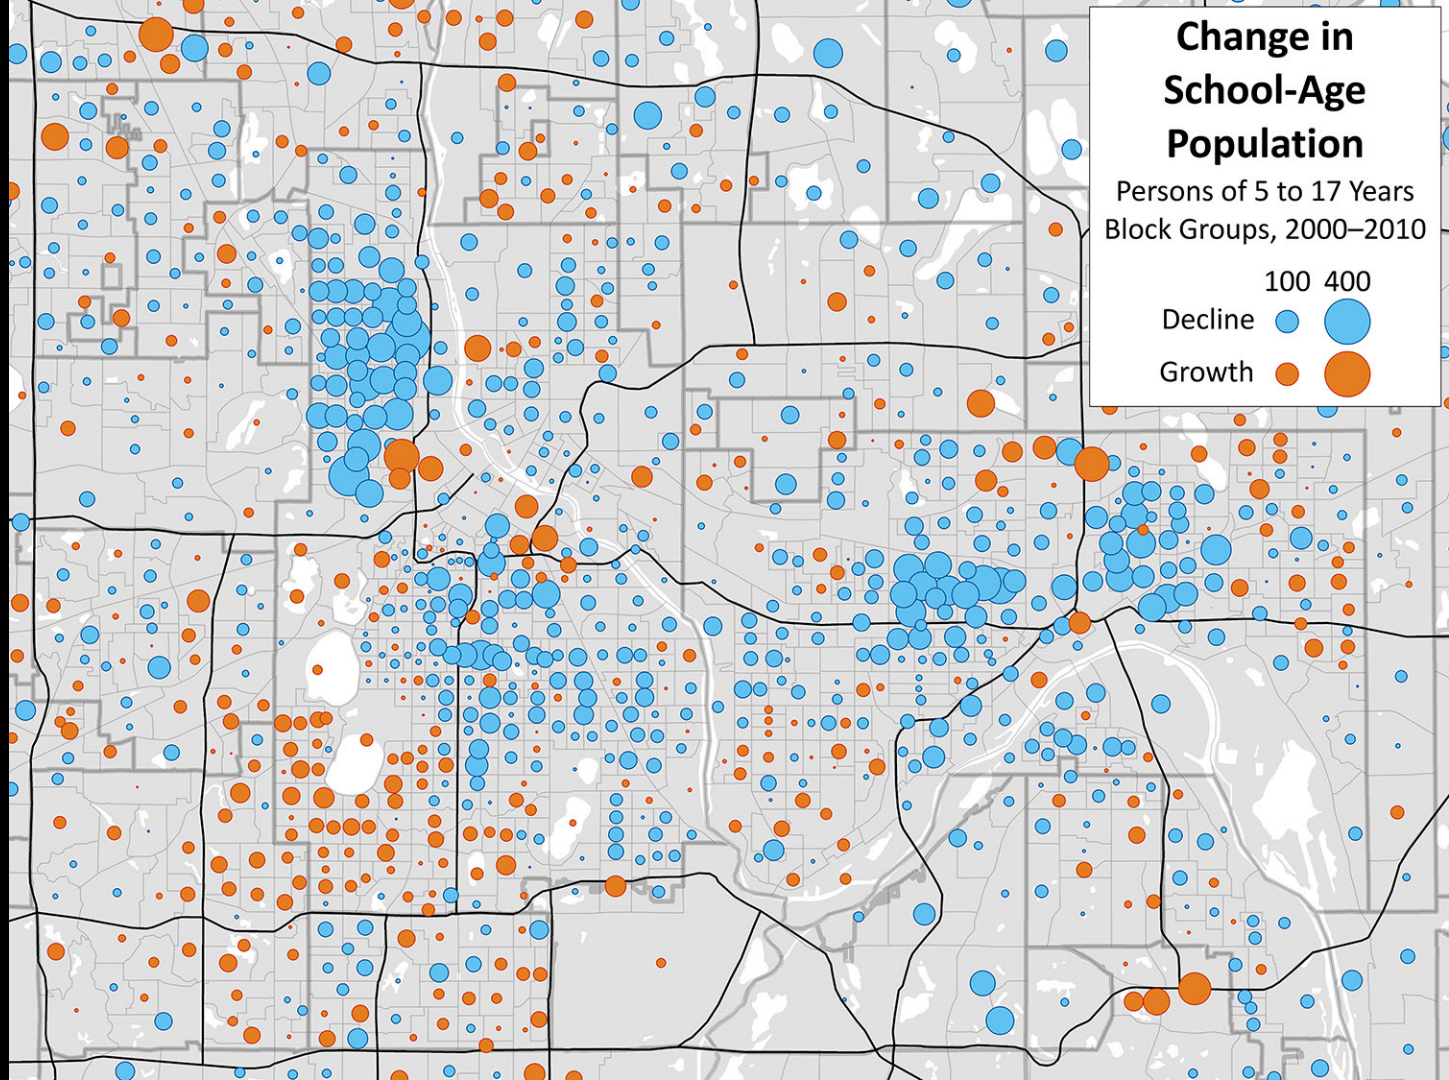 Change in
School-Age
Population
Persons of 5 to 17 Years
Block Groups, 2000–2010
100 400
Decline
Growth